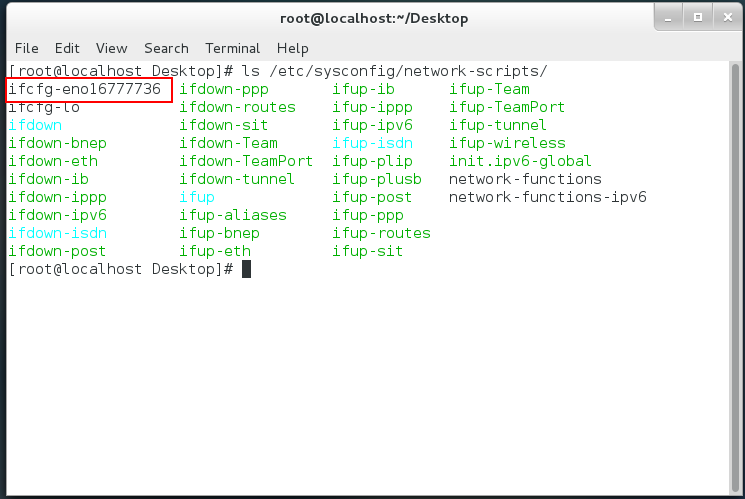 root@localhost:~/Desktop
File Edit View Search Terminal Help
[root@localhost Desktop]# ls /etc/sysconfig/network-scripts/
ifcfg-eno16777736 ifdown-ppp ifup-ib ifup-Team
ifcfg-lo ifdown-routes ifup-ippp ifup-TeamPort
ifdown ifdown-sit ifup-ipv6 ifup-tunnel
ifdown-bnep ifdown-Team ifup-isdn ifup-wireless
ifdown-eth ifdown-TeamPort ifup-plip init.ipv6-global
ifdown-ib ifdown-tunnel ifup-plusb network-functions
ifdown-ippp ifup ifup-post network-functions-ipv6
ifdown-ipv6 ifup-aliases ifup-ppp
ifdown-isdn ifup-bnep ifup-routes
ifdown-post ifup-eth ifup-sit
[root@localhost Desktop]#